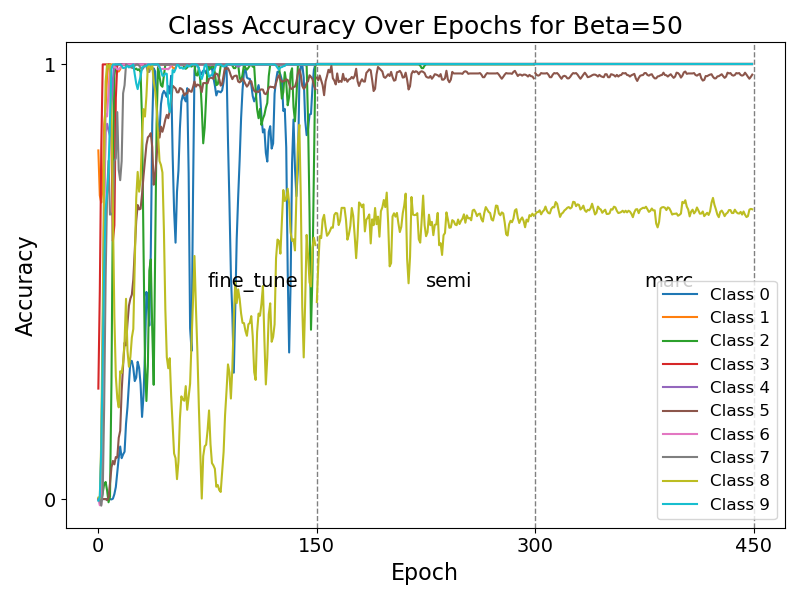 Class Accuracy Over Epochs for Beta=50
Accuracy
1
0
fine_tune
semi
marc
Class 0
Class 1
Class 2
Class 3
Class 4
Class 5
Class 6
Class 7
Class 8
Class 9
0
150
300
450
Epoch